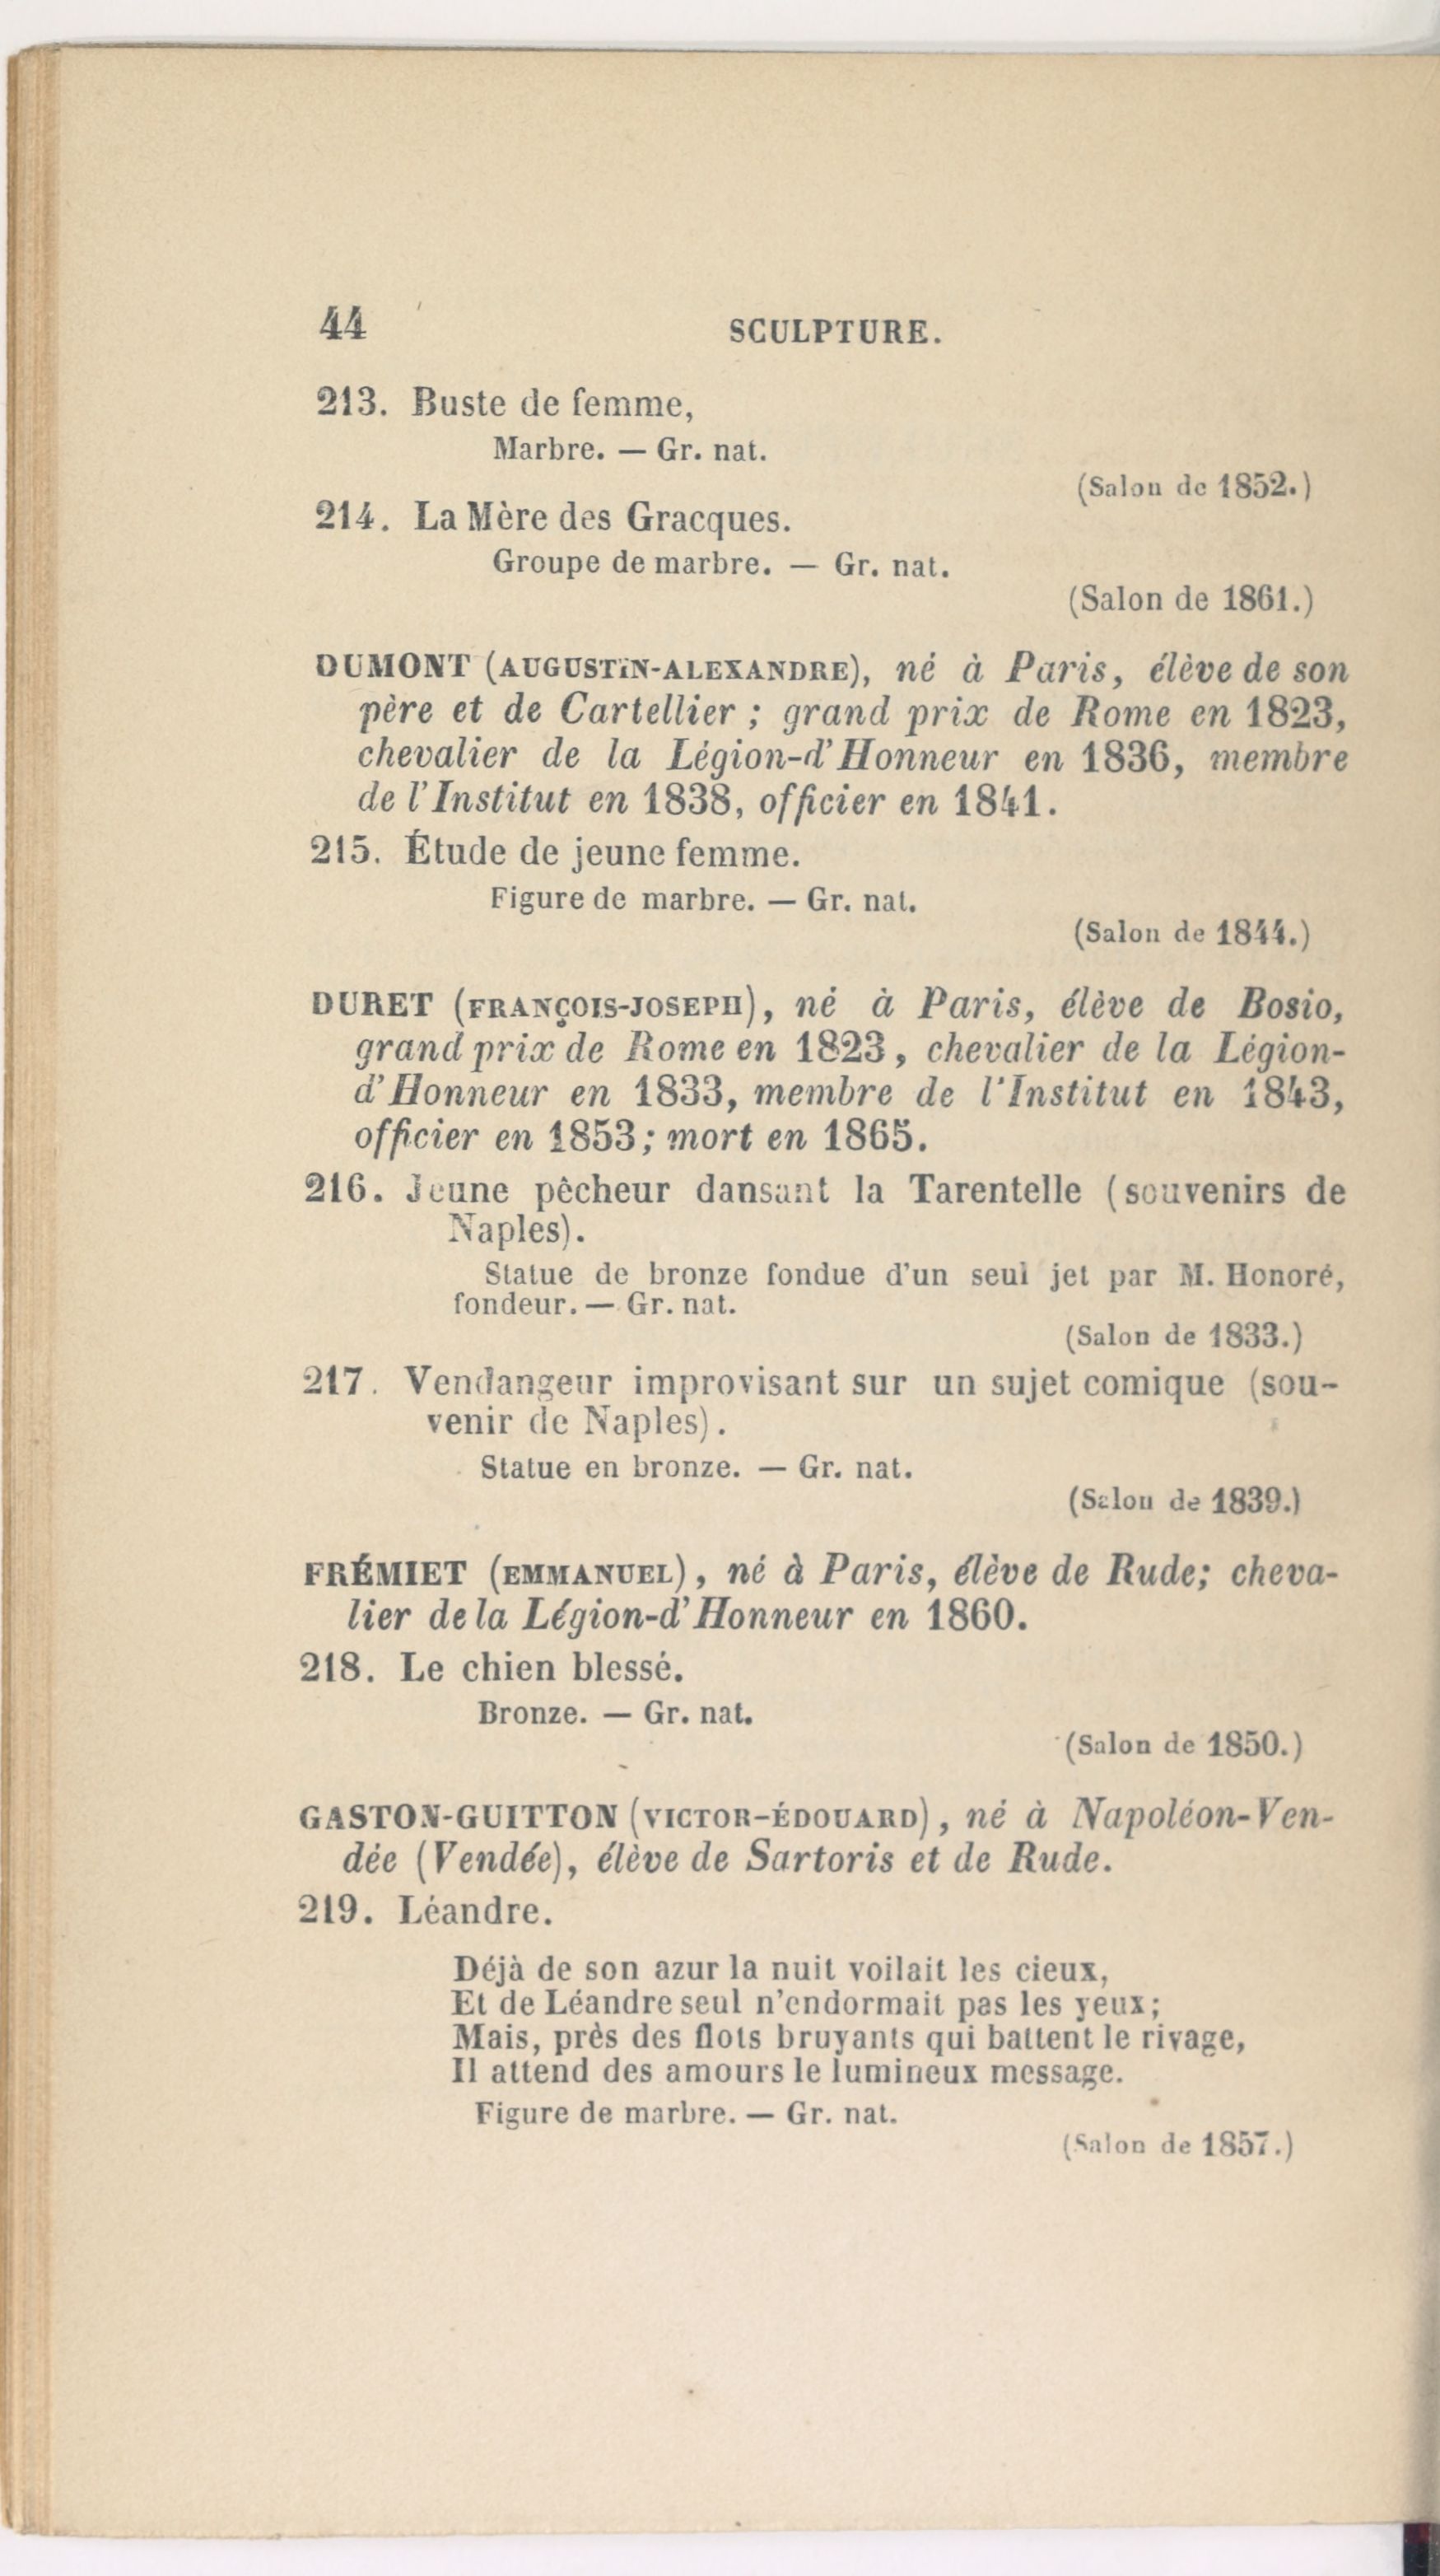 44 SCULPTURE.
213. Buste de femme,
Marbre. — Gr. nat.
(Salon de 1852.)
214. La Mère des Gracques.
Groupe de marbre. — Gr. nat.
(Salon de 1861.)
DUMONT (AUGUSTIN-ALEXANDRE), né à Paris, élève de son
père et de Cartellier ; grand prix de Rome en 1823,
chevalier de la Légion-d'Honneur en 1836, membre
de l'Institut en 1838, officier en 1841.
215. Étude de jeune femme.
Figure de marbre. — Gr. nat.
(Salon de 1844.)
DURET (FRANÇOIS-JOSEPH), né à Paris, élève de Bosio,
grand prix de Rome en 1823, chevalier de la Légion-
d'Honneur en 1833, membre de l'Institut en 1843,
officier en 1853; mort en 1865.
216. Jeune pêcheur dansant la Tarentelle (souvenirs de
Naples).
Statue de bronze fondue d'un seul jet par M. Honoré,
fondeur. — Gr. nat.
(Salon de 1833.)
217. Vendangeur improvisant sur un sujet comique (sou-
venir de Naples).
Statue en bronze. — Gr. nat.
(Salon de 1839.)
FRÉMIET (EMMANUEL), né à Paris, élève de Rude; cheva-
lier de la Légion-d'Honneur en 1860.
218. Le chien blessé.
Bronze. — Gr. nat.
(Salon de 1850.)
GASTON-GUITTON (VICTOR-ÉDOUARD), né à Napoléon-Ven-
dée (Vendée), élève de Sartoris et de Rude.
219. Léandre.
Déjà de son azur la nuit voilait les cieux,
Et de Léandre seul n'endormait pas les yeux;
Mais, près des flots bruyants qui battent le rivage,
Il attend des amours le lumineux message.
Figure de marbre. — Gr. nat.
(Salon de 1857.)